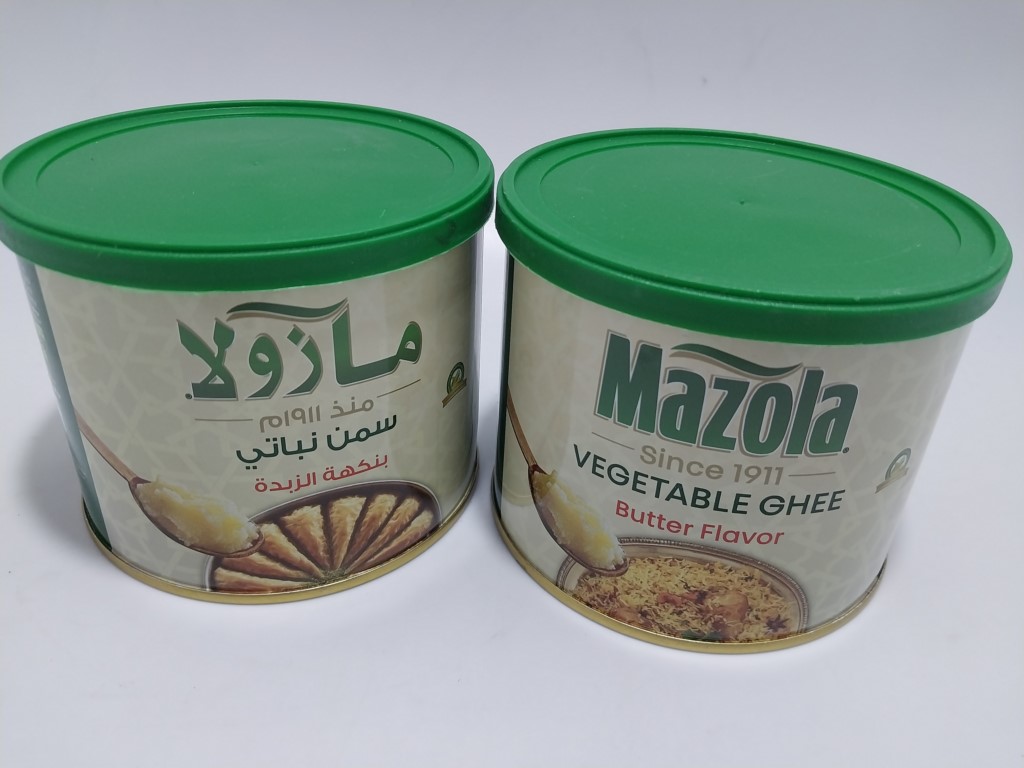 مازولا
منذ ١٩١١م
سمن نباتي
بنكهة الزبدة
Mazola
Since 1911
VEGETABLE GHEE
Butter Flavor